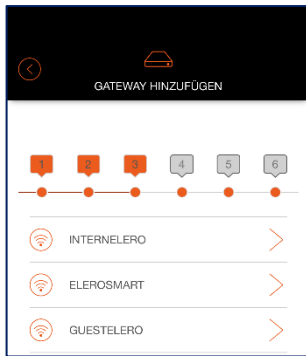 GATEWAY HINZUFÜGEN
1 2 3 4 5 6
INTERNELERO
ELEROSMART
GUESTELERO